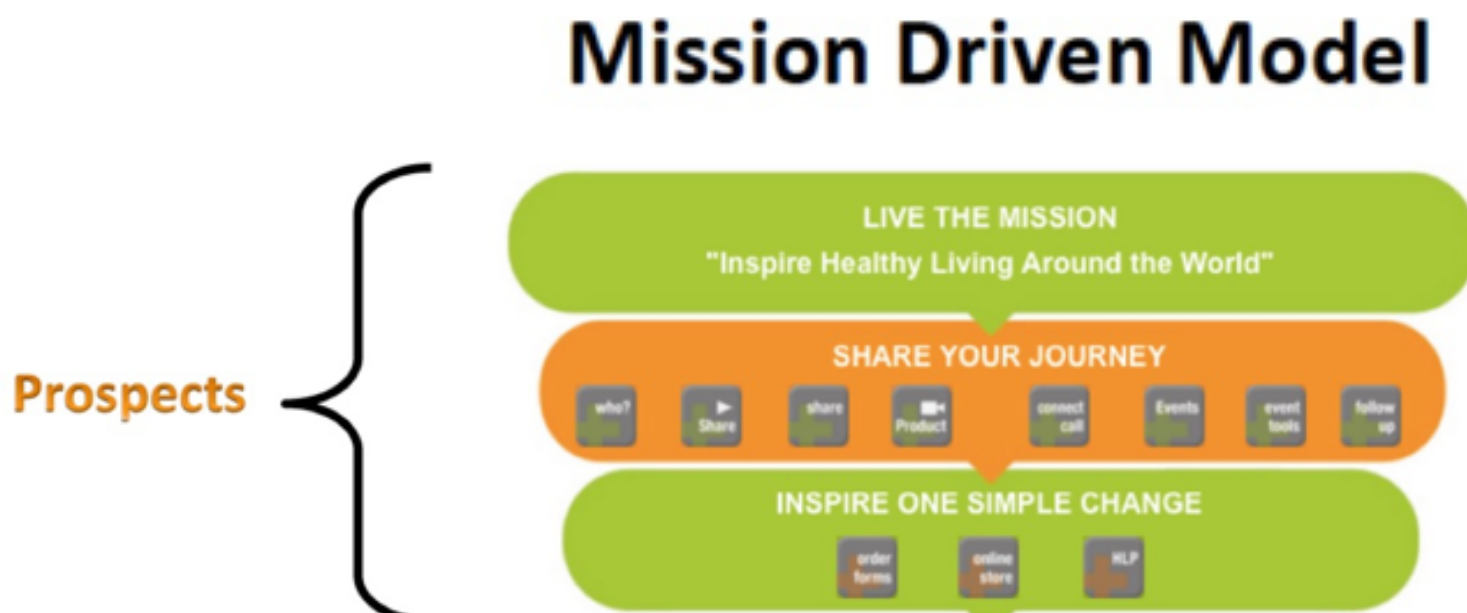 Mission Driven Model
LIVE THE MISSION
"Inspire Healthy Living Around the World"
Prospects
SHARE YOUR JOURNEY
who?
Share
share
Product
connect
call
Events
event
tools
follow
up
INSPIRE ONE SIMPLE CHANGE
order
forms
online
store
HLP